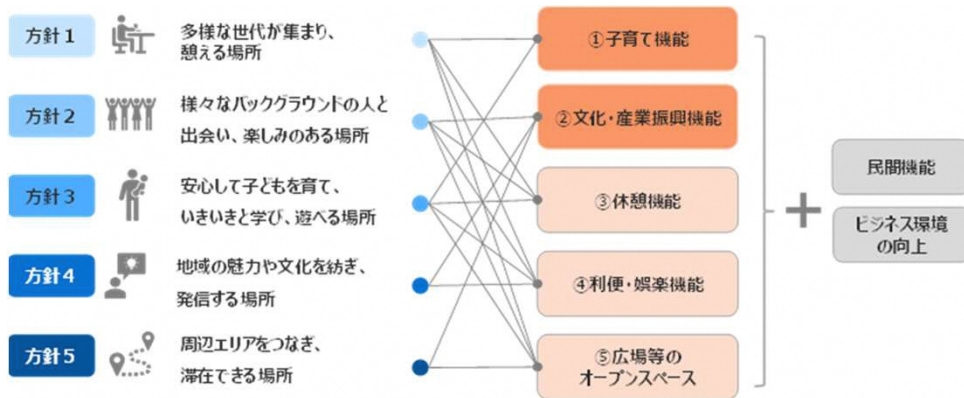 方針1
多様な世代が集まり、
憩える場所
方針2
様々なバックグラウンドの人と
出会い、楽しみのある場所
方針3
安心して子どもを育て、
いきいきと学び、遊べる場所
方針4
地域の魅力や文化を紡ぎ、
発信する場所
方針5
周辺エリアをつなぎ、
滞在できる場所
①子育て機能
②文化・産業振興機能
③休憩機能
④利便・娯楽機能
⑤広場等の
オープンスペース
+
民間機能
ビジネス環境
の向上